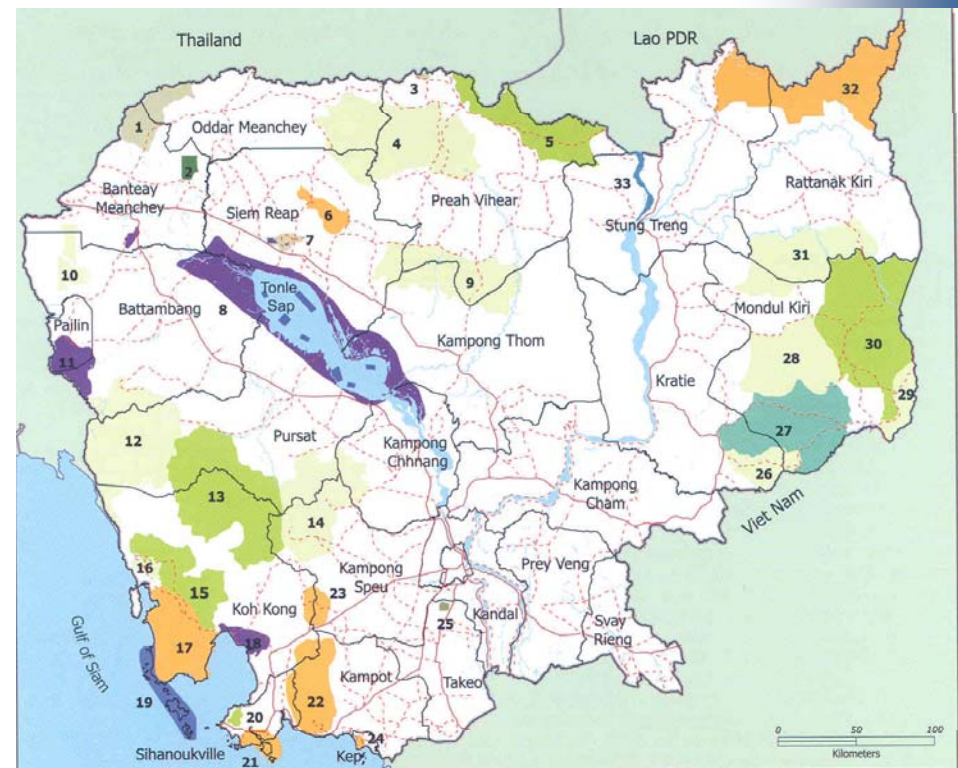 Thailand
Lao PDR
3
32
1
Oddar Meanchey
4
5
2
33
Banteay
Meanchey
Siem Reap
6
Preah Vihear
Rattanak Kiri
7
Stung Treng
10
Tonle
Sap
9
31
Battambang
8
Mondul Kiri
Pailin
Kampong Thom
30
11
28
Kratie
29
12
Pursat
Kampong
Chhnang
27
13
26
Kampong
Cham
14
Viet Nam
16
Kampong
Speu
Prey Veng
15
Koh Kong
23
25
Kandal
Svay
Rieng
Gulf of Siam
17
18
Kampot
Takeo
19
22
20
Sihanoukville
21
Kep
24
0 50 100
Kilometers